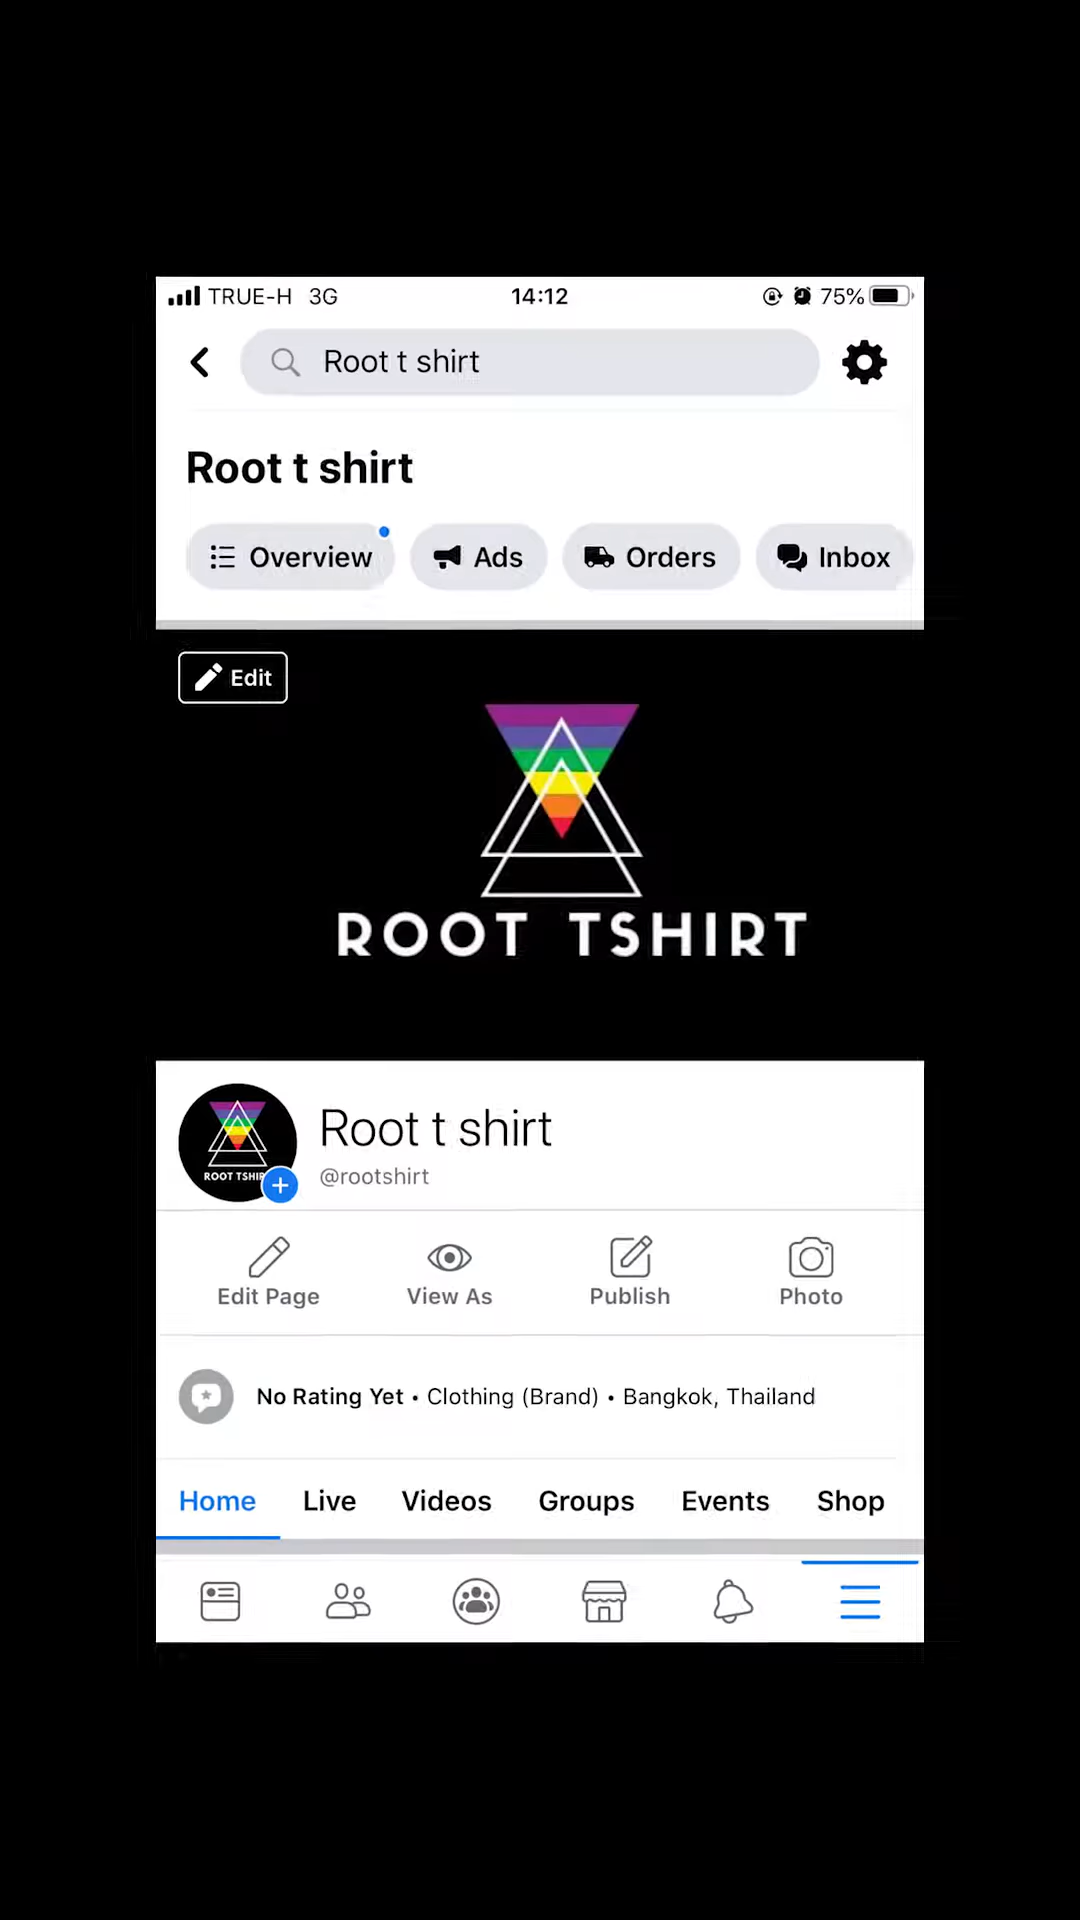 TRUE-H 3G 14:12 75%
Root t shirt
Root t shirt
Overview Ads Orders Inbox
Edit
ROOT TSHIRT
ROOT TSHIR
Root t shirt
@rootshirt
Edit Page View As Publish Photo
No Rating Yet • Clothing (Brand) • Bangkok, Thailand
Home Live Videos Groups Events Shop